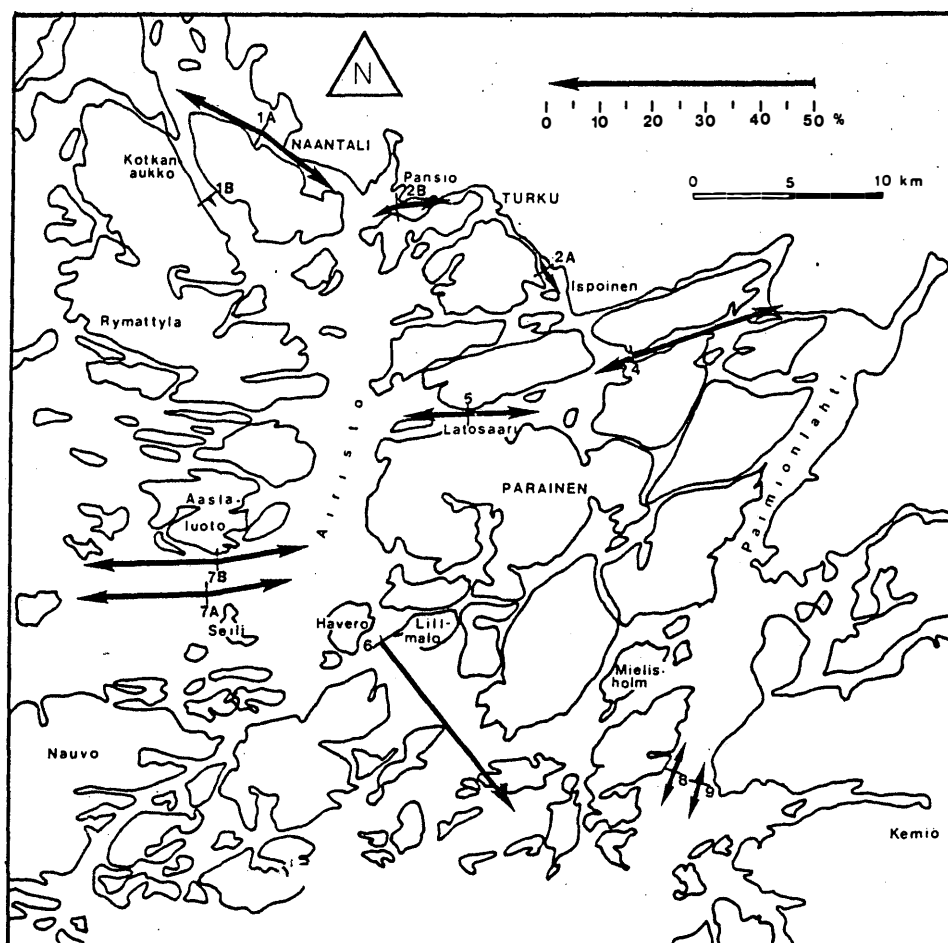 N
0 10 20 30 40 50 %
0 5 10 km
1A
NAANTALI
Kotkan
aukko
1B
Pansio
2B
TURKU
2A
Ispoinen
Rymattyla
4
5
Latosaari
Airisto
Paimionlahti
PARAINEN
Aasla-
luoto
7B
7A
Seili
Havero
Lill-
malo
6
Mielis-
holm
Nauvo
8
9
Kemiö